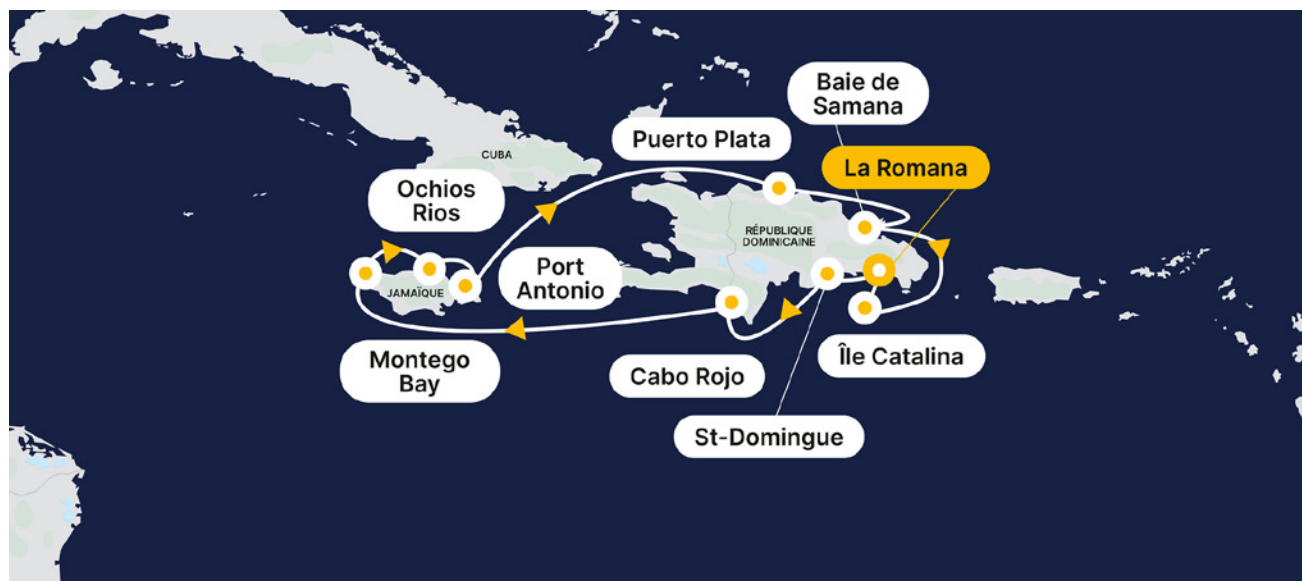 Baie de
Samana
Puerto Plata
La Romana
CUBA
Ochios
Rios
RÉPUBLIQUE
DOMINICAINE
Port
Antonio
JAMAÏQUE
Île Catalina
Montego
Bay
Cabo Rojo
St-Domingue